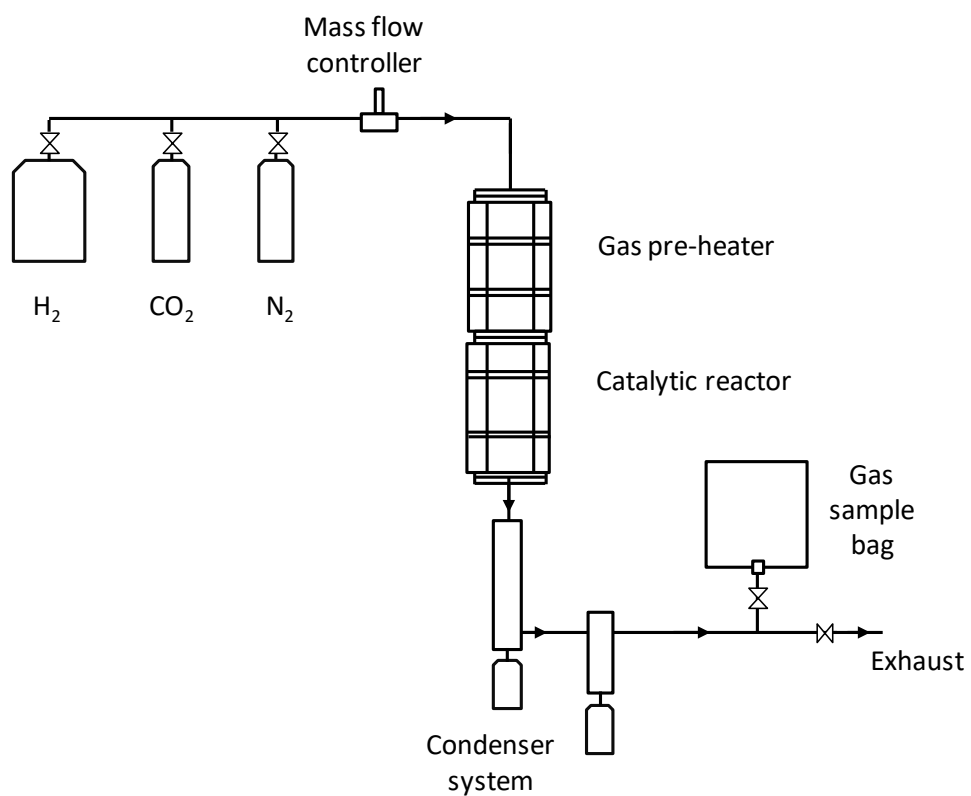 Mass flow
controller
H₂
CO₂
N₂
Gas pre-heater
Catalytic reactor
Gas
sample
bag
Exhaust
Condenser
system